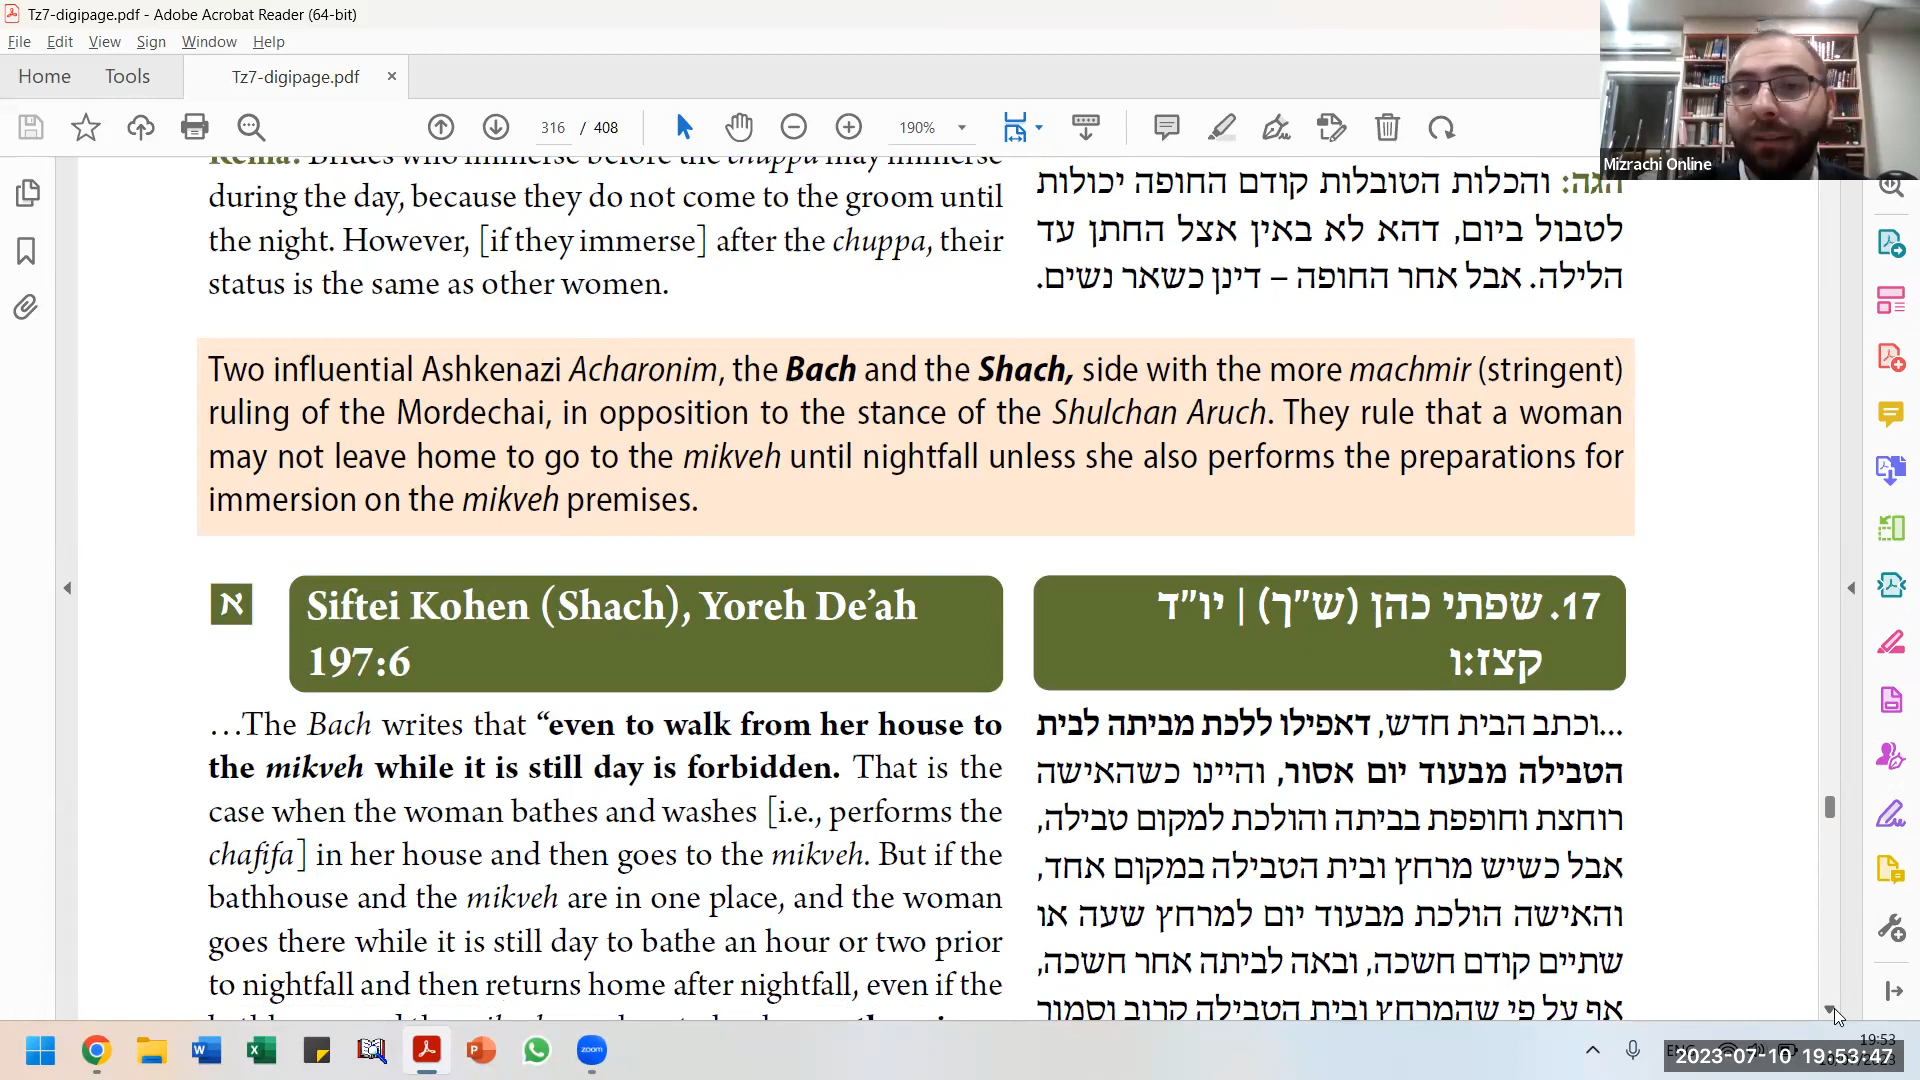 Tz7-digipage.pdf - Adobe Acrobat Reader (64-bit)
File Edit View Sign Window Help
Home Tools Tz7-digipage.pdf ×
316 / 408 190%
Mizrachi Online
Rema: Brides who immerse before the chuppa may immerse
during the day, because they do not come to the groom until
the night. However, [if they immerse] after the chuppa, their
status is the same as other women.
הגה: והכלות הטובלות קודם החופה יכולות
לטבול ביום, דהא לא באין אצל החתן עד
הלילה. אבל אחר החופה – דינן כשאר נשים.
Two influential Ashkenazi Acharonim, the Bach and the Shach, side with the more machmir (stringent)
ruling of the Mordechai, in opposition to the stance of the Shulchan Aruch. They rule that a woman
may not leave home to go to the mikveh until nightfall unless she also performs the preparations for
immersion on the mikveh premises.
א
Siftei Kohen (Shach), Yoreh De’ah
197:6
17. שפתי כהן (ש"ך) | יו"ד
קצז:ו
…The Bach writes that “even to walk from her house to
the mikveh while it is still day is forbidden. That is the
case when the woman bathes and washes [i.e., performs the
chafifa] in her house and then goes to the mikveh. But if the
bathhouse and the mikveh are in one place, and the woman
goes there while it is still day to bathe an hour or two prior
to nightfall and then returns home after nightfall, even if the
…וכתב הבית חדש, דאפילו ללכת מביתה לבית
הטבילה מבעוד יום אסור, והיינו כשהאישה
רוחצת וחופפת בביתה והולכת למקום טבילה,
אבל כשיש מרחץ ובית הטבילה במקום אחד,
והאישה הולכת מבעוד יום למרחץ שעה או
שתיים קודם חשכה, ובאה לביתה אחר חשכה,
אף על פי שהמרחץ ובית הטבילה קרוב וסמוך
zoom
19:53
2023-07-10 19:53:47